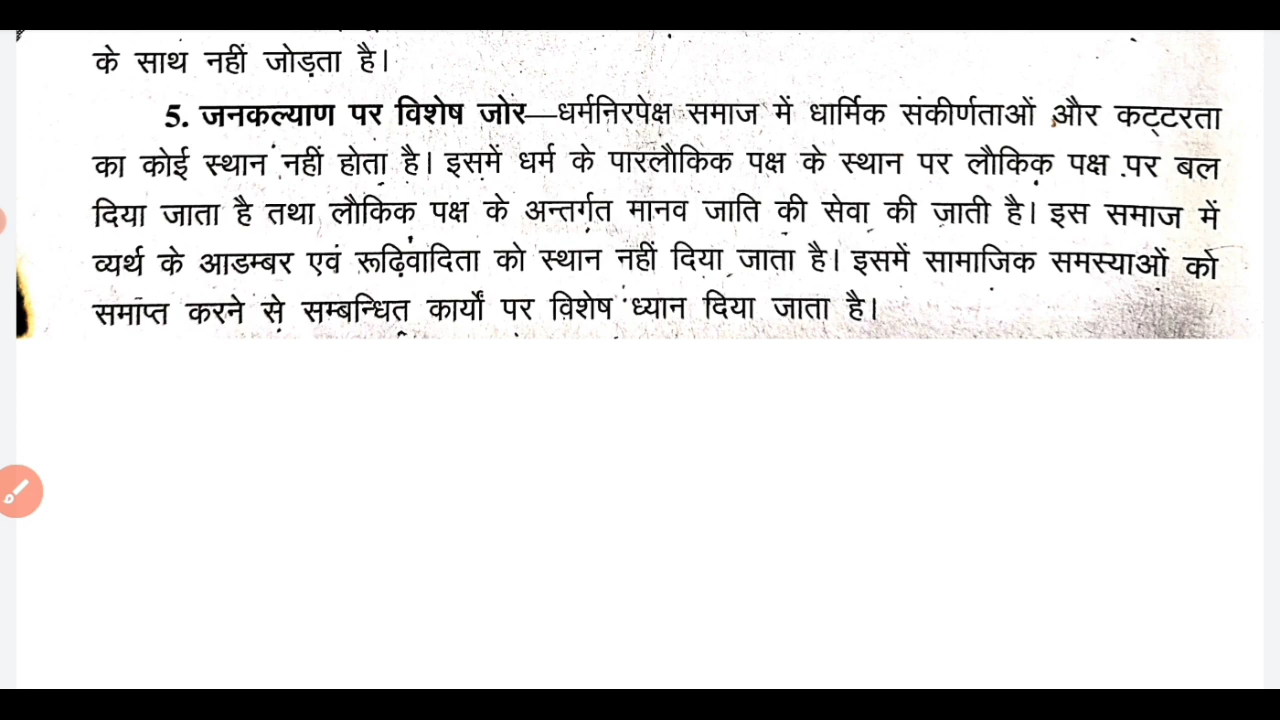 के साथ नहीं जोड़ता है।
5. जनकल्याण पर विशेष जोर—धर्मनिरपेक्ष समाज में धार्मिक संकीर्णताओं और कट्टरता
का कोई स्थान नहीं होता है। इसमें धर्म के पारलौकिक पक्ष के स्थान पर लौकिक पक्ष पर बल
दिया जाता है तथा लौकिक पक्ष के अन्तर्गत मानव जाति की सेवा की जाती है। इस समाज में
व्यर्थ के आडम्बर एवं रूढ़िवादिता को स्थान नहीं दिया जाता है। इसमें सामाजिक समस्याओं को
समाप्त करने से सम्बन्धित कार्यों पर विशेष ध्यान दिया जाता है।